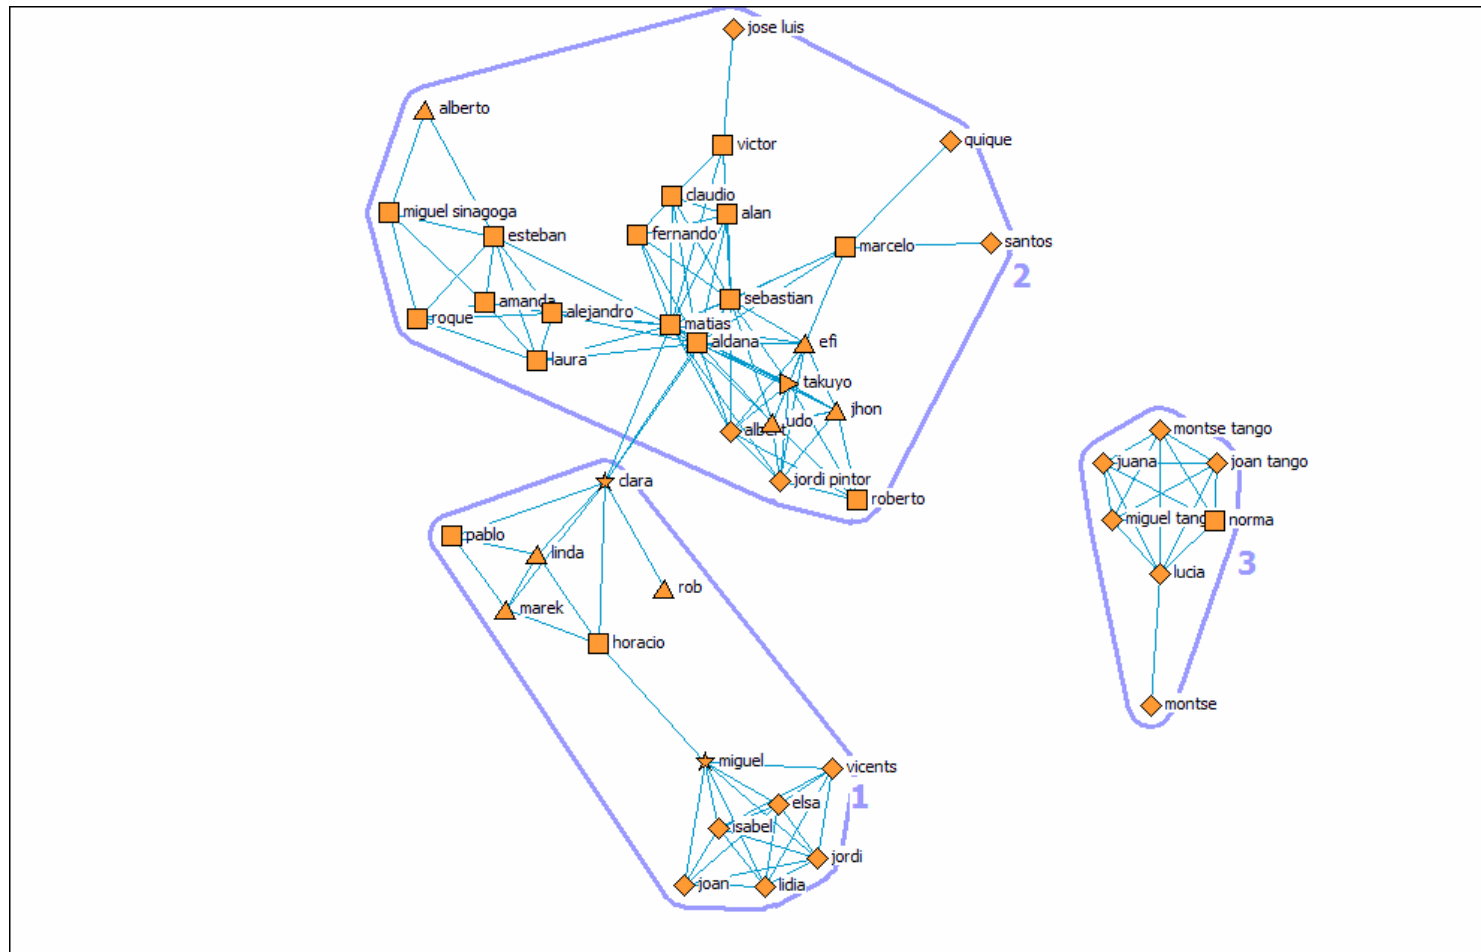 jose luis
alberto
quique
victor
claudio
miguel sinagoga
alan
esteban
fernando
marcelo
santos
2
amanda
sebastian
alejandro
roque
matias
aldana
efi
laura
takuyo
jhon
albert
udo
montse tango
juana
joan tango
clara
jordi pintor
roberto
miguel tango
norma
pablo
linda
3
lucia
rob
marek
horacio
montse
miguel
vicents
1
elsa
isabel
jordi
joan
lidia